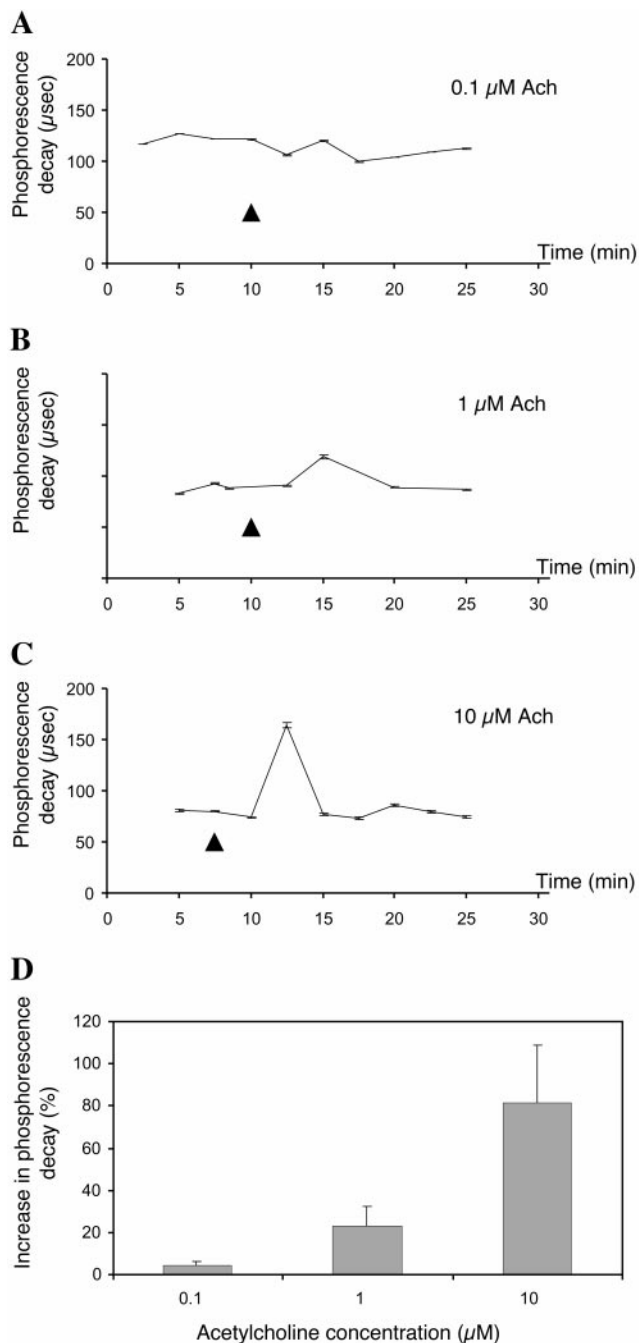 A
Phosphorescence
decay (µsec)
200
150
100
50
0
0.1 µM Ach
Time (min)
0 5 10 15 20 25 30
B
Phosphorescence
decay (µsec)
1 µM Ach
Time (min)
0 5 10 15 20 25 30
C
Phosphorescence
decay (µsec)
200
150
100
50
0
10 µM Ach
Time (min)
0 5 10 15 20 25 30
D
Increase in phosphorescence
decay (%)
120
100
80
60
40
20
0
0.1 1 10
Acetylcholine concentration (µM)